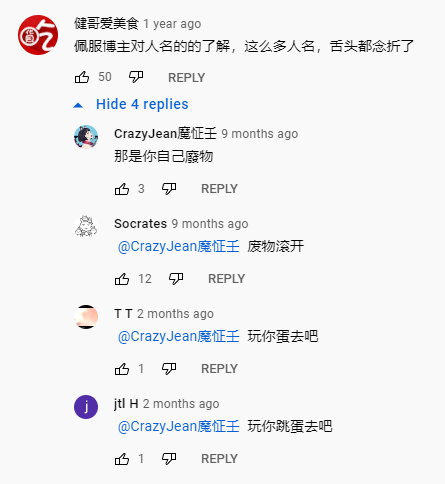 吃
健哥爱美食 1 year ago
佩服博主对人名的的了解，这么多人名，舌头都念折了
50 REPLY
Hide 4 replies
CrazyJean魔怔壬 9 months ago
那是你自己廢物
3 REPLY
Socrates 9 months ago
@CrazyJean魔怔壬 废物滚开
12 REPLY
T T 2 months ago
@CrazyJean魔怔壬 玩你蛋去吧
1 REPLY
j
jtl H 2 months ago
@CrazyJean魔怔壬 玩你跳蛋去吧
1 REPLY